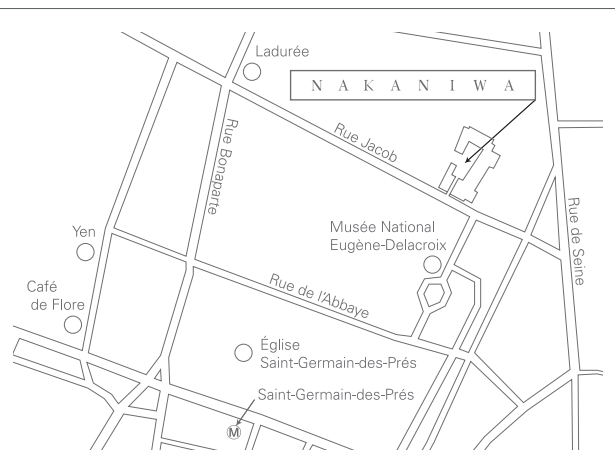 Ladurée
NAKANIWA
Rue Jacob
Rue Bonaparte
Rue de Seine
Musée National
Eugène-Delacroix
Yen
Rue de l'Abbaye
Café
de Flore
Église
Saint-Germain-des-Prés
Saint-Germain-des-Prés
M